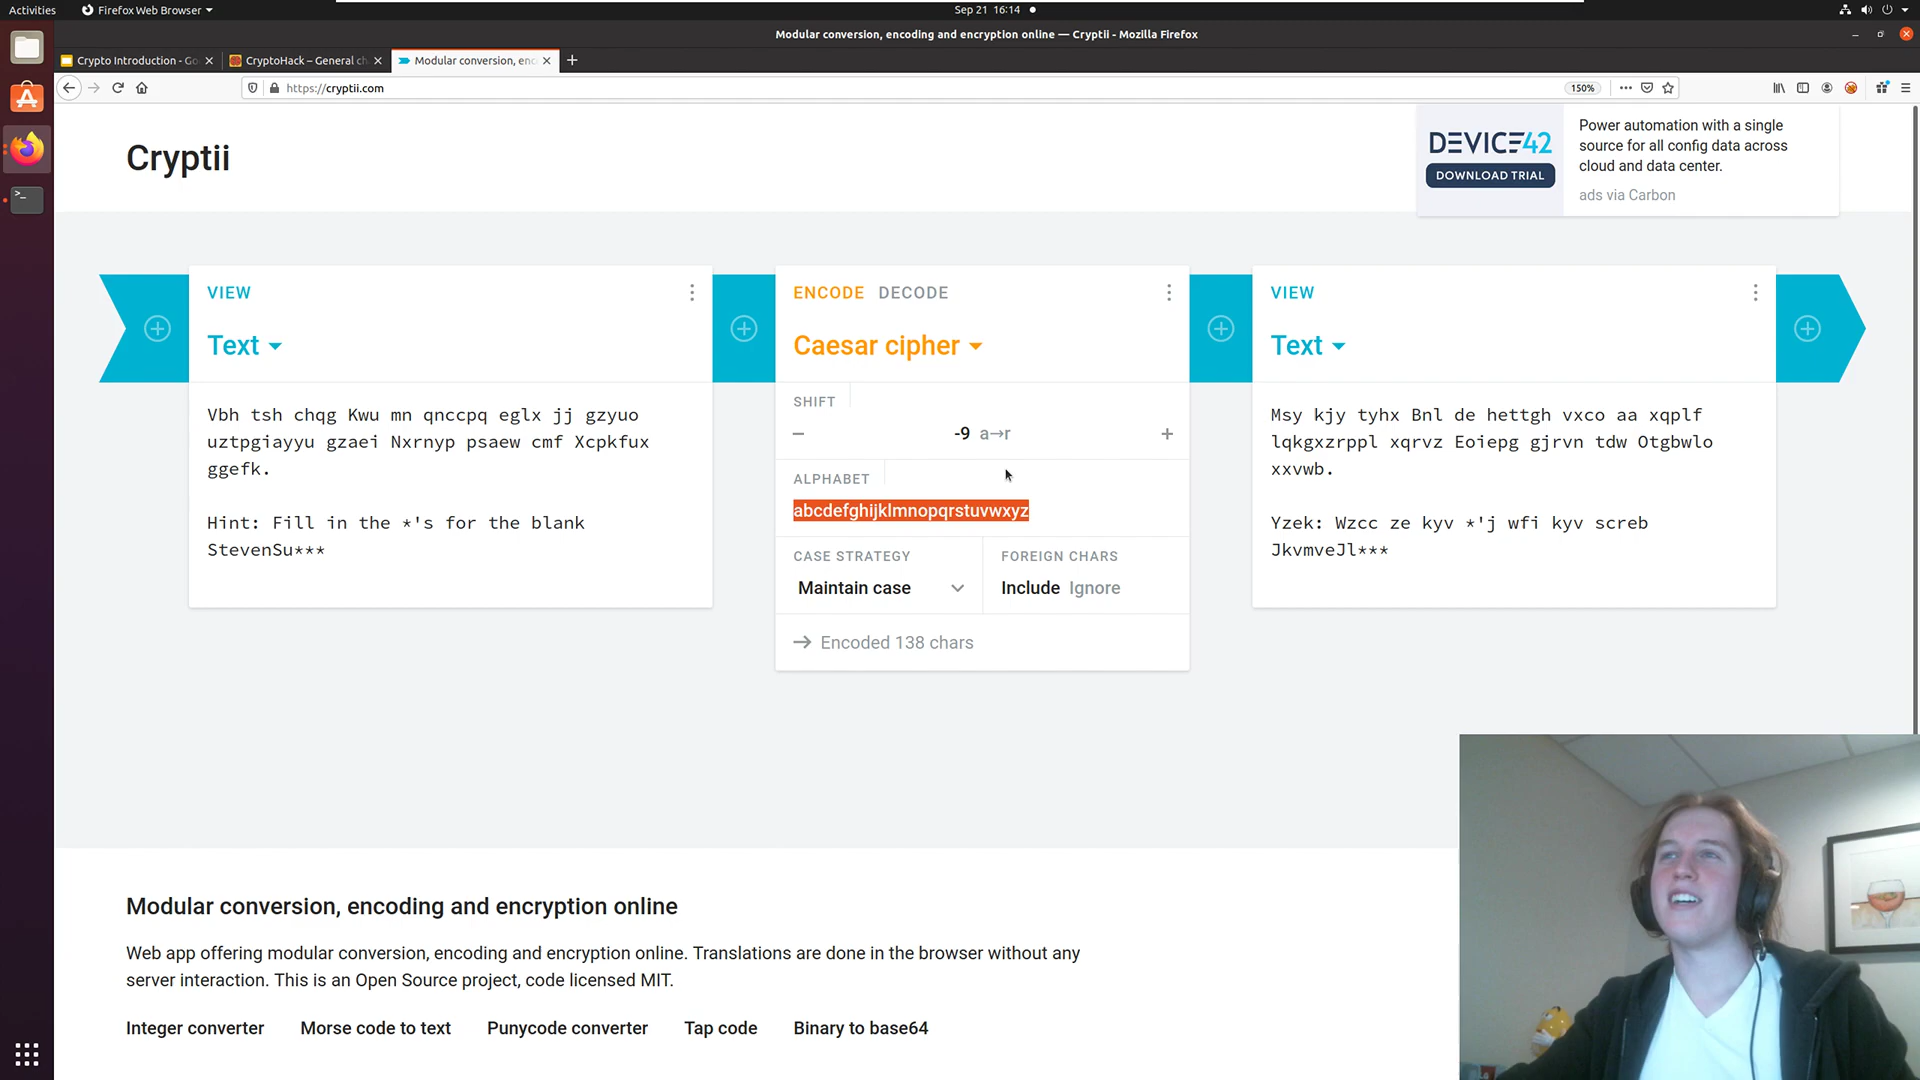 Activities
Firefox Web Browser
Sep 21 16:14
Modular conversion, encoding and encryption online — Cryptii - Mozilla Firefox
Crypto Introduction - Go
CryptoHack – General ch
Modular conversion, enc
https://cryptii.com
150%
Cryptii
DEVICE42
DOWNLOAD TRIAL
Power automation with a single
source for all config data across
cloud and data center.
ads via Carbon
VIEW
Text
Vbh tsh chqg Kwu mn qnccpq eglx jj gzyuo
uztpgiayyu gzaei Nxrnyp psaew cmf Xcpkfux
ggefk.
Hint: Fill in the *'s for the blank
StevenSu***
ENCODE DECODE
Caesar cipher
SHIFT
-9 a→r
ALPHABET
abcdefghijklmnopqrstuvwxyz
CASE STRATEGY
Maintain case
FOREIGN CHARS
Include Ignore
→ Encoded 138 chars
VIEW
Text
Msy kjy tyhx Bnl de hettgh vxco aa xqplf
lqkgxzrppl xqrvz Eoiepg gjrvn tdw Otgbwlo
xxvwb.
Yzek: Wzcc ze kyv *'j wfi kyv screb
JkvmveJl***
Modular conversion, encoding and encryption online
Web app offering modular conversion, encoding and encryption online. Translations are done in the browser without any
server interaction. This is an Open Source project, code licensed MIT.
Integer converter Morse code to text Punycode converter Tap code Binary to base64